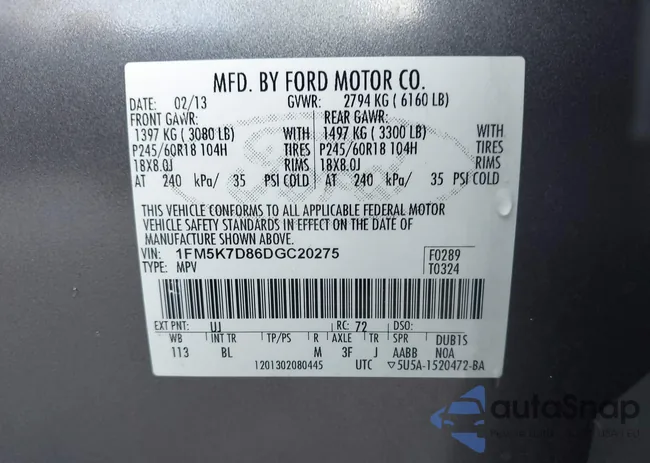 MFD. BY FORD MOTOR CO.
DATE: 02/13 GVWR: 2794 KG ( 6160 LB)
FRONT GAWR: REAR GAWR:
1397 KG ( 3080 LB) WITH 1497 KG ( 3300 LB) WITH
P245/60R18 104H TIRES P245/60R18 104H TIRES
18X8.0J RIMS 18X8.0J RIMS
AT 240 kPa/ 35 PSI COLD AT 240 kPa/ 35 PSI COLD
THIS VEHICLE CONFORMS TO ALL APPLICABLE FEDERAL MOTOR
VEHICLE SAFETY STANDARDS IN EFFECT ON THE DATE OF
MANUFACTURE SHOWN ABOVE.
VIN: 1FM5K7D86DGC20275 F0289
TYPE: MPV T0324
EXT PNT: UJ RC: 72 DSO:
WB INT TR TP/PS R AXLE TR SPR DUB1S
113 BL M 3F J AABB N0A
1201302080445 UTC ▽5U5A-1520472-BA
autoSnap